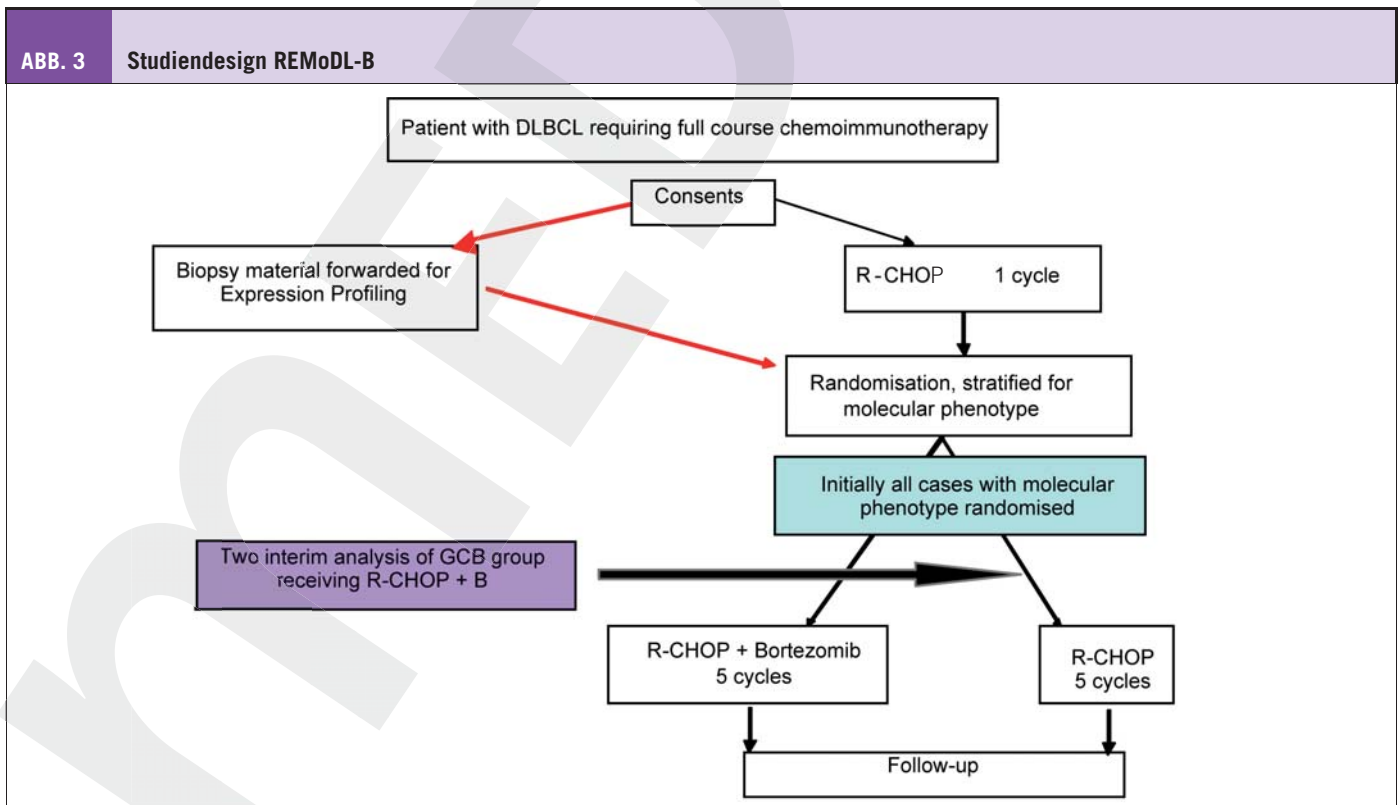 ABB. 3 Studiendesign REMoDL-B
Patient with DLBCL requiring full course chemoimmunotherapy
Consents
Biopsy material forwarded for
Expression Profiling
R-CHOP 1 cycle
Randomisation, stratified for
molecular phenotype
Initially all cases with molecular
phenotype randomised
Two interim analysis of GCB group
receiving R-CHOP + B
R-CHOP + Bortezomib
5 cycles
R-CHOP
5 cycles
Follow-up